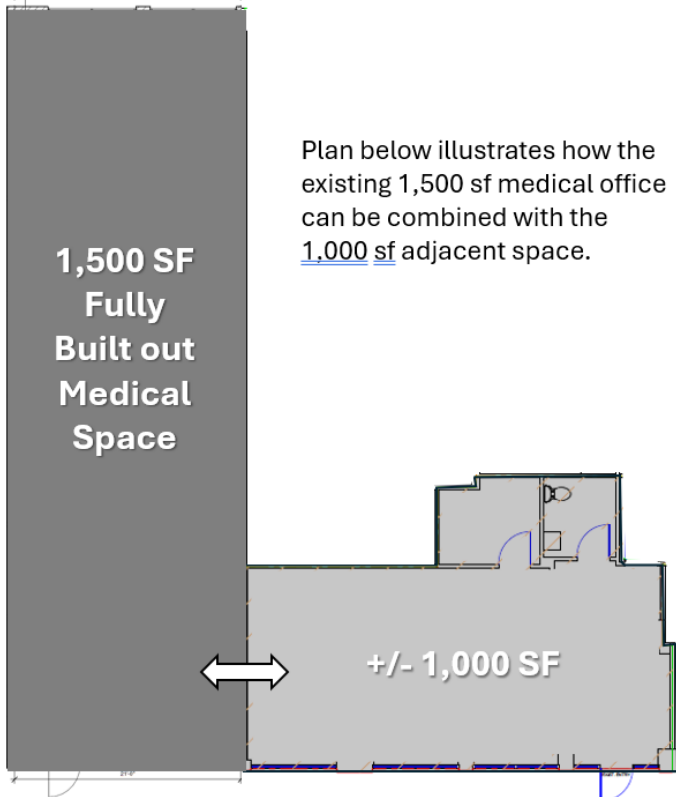 Plan below illustrates how the
existing 1,500 sf medical office
can be combined with the
1,000 sf adjacent space.
1,500 SF
Fully
Built out
Medical
Space
+/- 1,000 SF